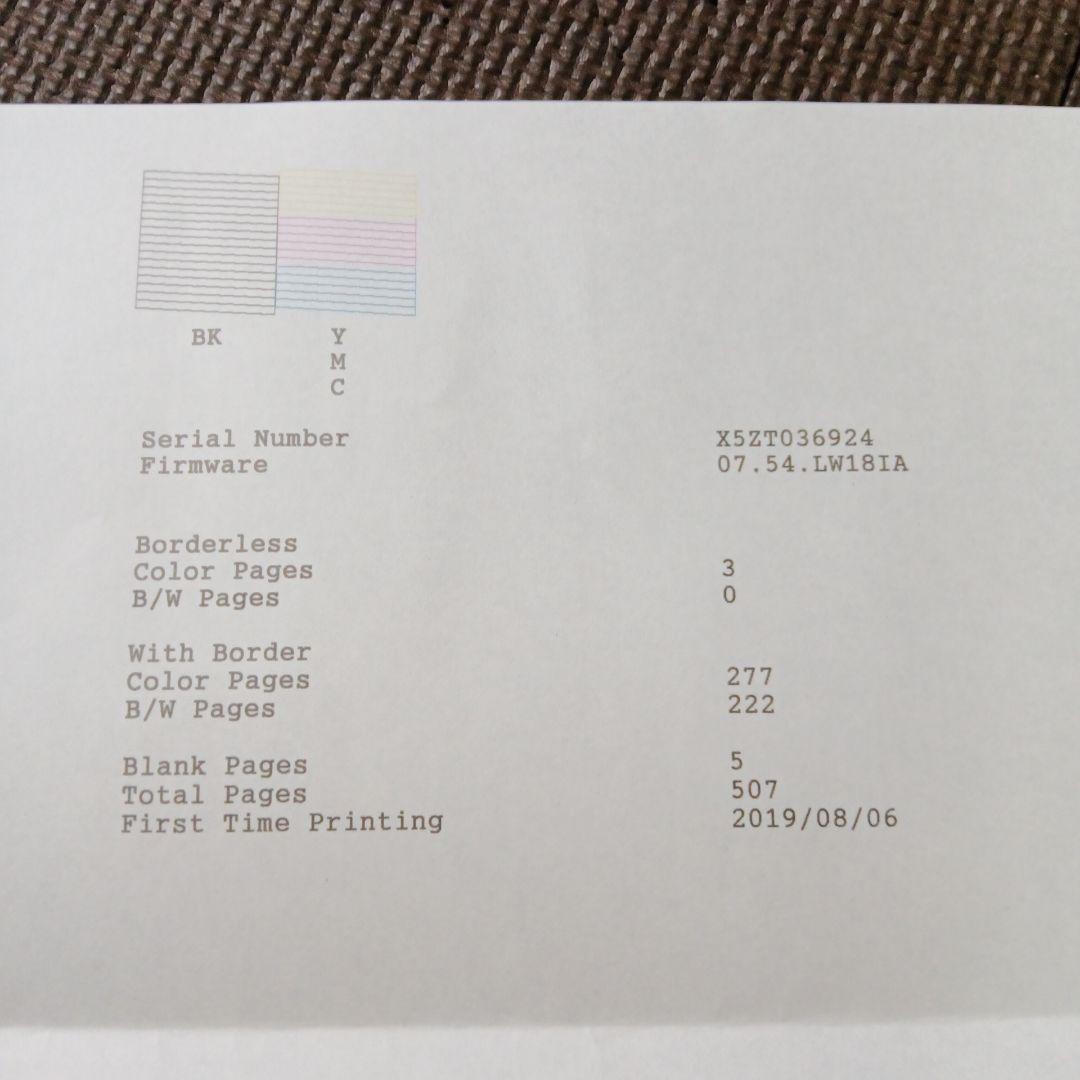 BK Y
M
C
Serial Number X5ZT036924
Firmware 07.54.LW18IA
Borderless
Color Pages 3
B/W Pages 0
With Border
Color Pages 277
B/W Pages 222
Blank Pages 5
Total Pages 507
First Time Printing 2019/08/06